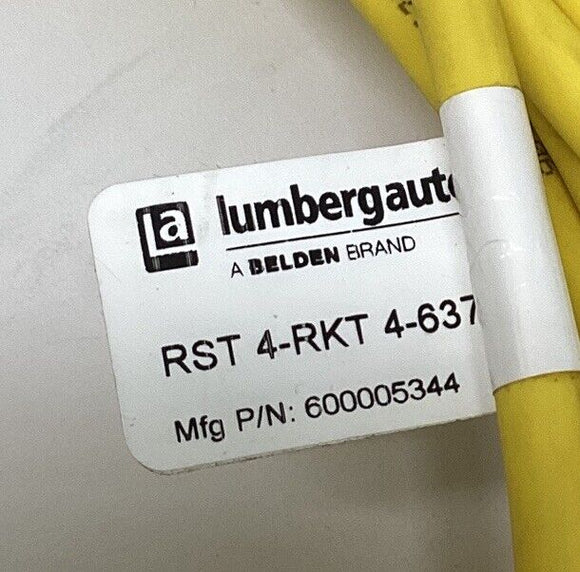 la lumbergauto
A BELDEN BRAND
RST 4-RKT 4-637
Mfg P/N: 600005344